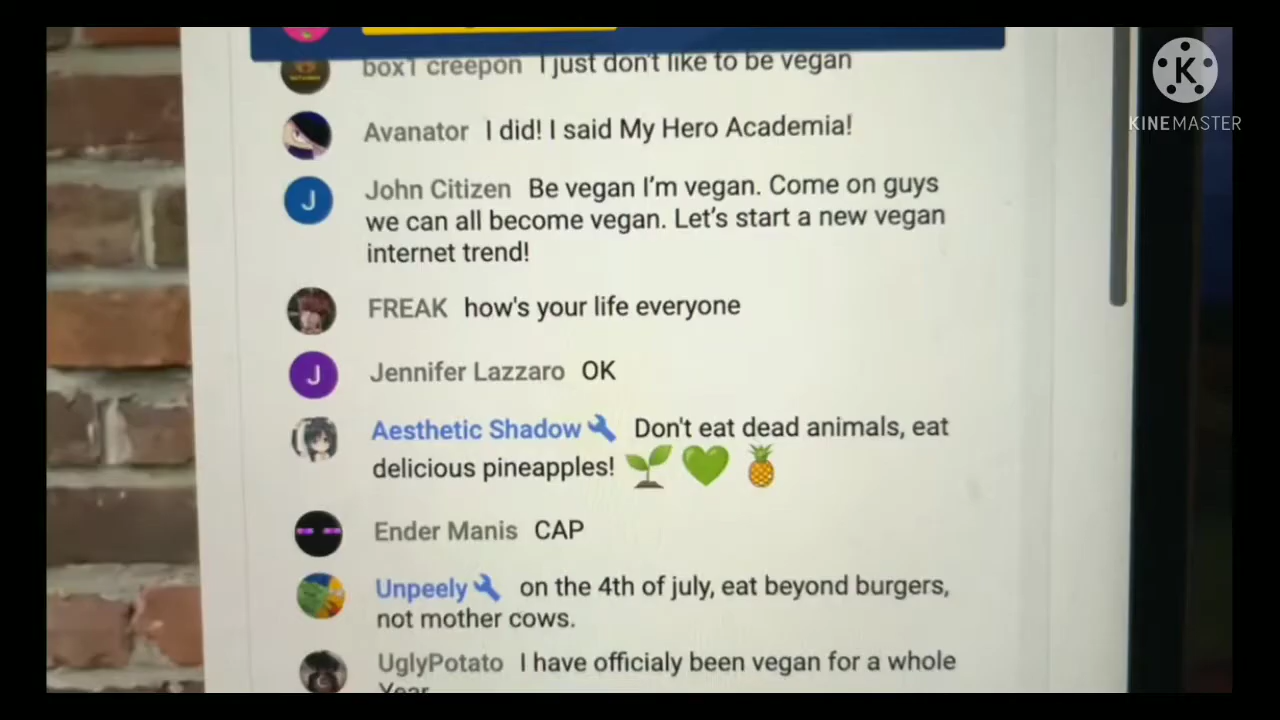 box1 creepon I just don't like to be vegan
K
KINEMASTER
Avanator I did! I said My Hero Academia!
J
John Citizen Be vegan I'm vegan. Come on guys
we can all become vegan. Let's start a new vegan
internet trend!
FREAK how's your life everyone
J
Jennifer Lazzaro OK
Aesthetic Shadow Don't eat dead animals, eat
delicious pineapples!
Ender Manis CAP
Unpeely on the 4th of july, eat beyond burgers,
not mother cows.
UglyPotato I have officialy been vegan for a whole
Year